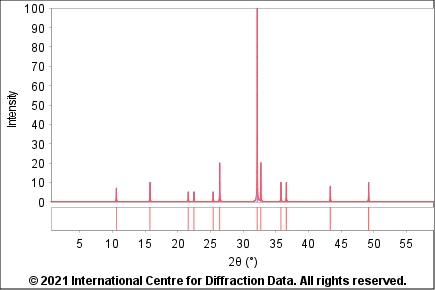 100
90
80
70
60
50
40
30
20
10
0
Intensity
5 10 15 20 25 30 35 40 45 50 55
2θ (°)
© 2021 International Centre for Diffraction Data. All rights reserved.